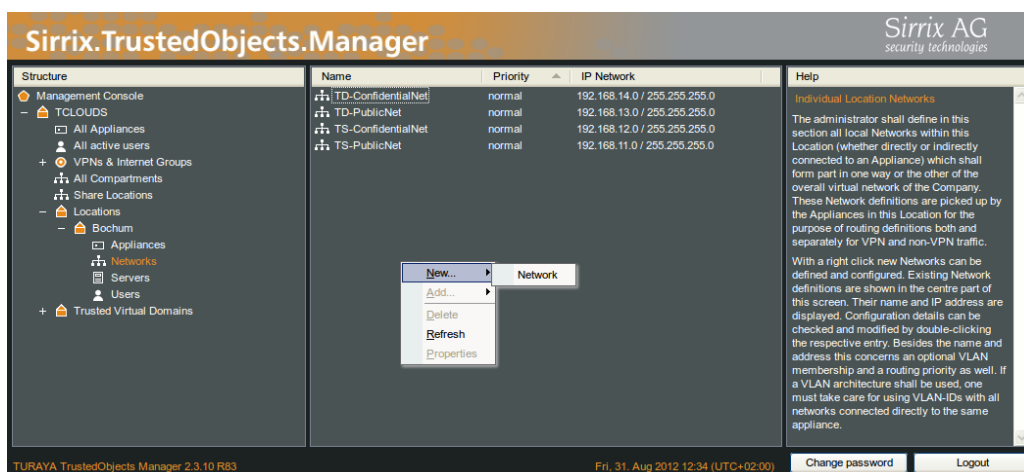 Sirrix.TrustedObjects.Manager
Sirrix AG
security technologies
Structure
Management Console
TCLOUDS
All Appliances
All active users
VPNs & Internet Groups
All Compartments
Share Locations
Locations
Bochum
Appliances
Networks
Servers
Users
Trusted Virtual Domains
Name Priority IP Network
TD-ConfidentialNet normal 192.168.14.0 / 255.255.255.0
TD-PublicNet normal 192.168.13.0 / 255.255.255.0
TS-ConfidentialNet normal 192.168.12.0 / 255.255.255.0
TS-PublicNet normal 192.168.11.0 / 255.255.255.0
New... Network
Add...
Delete
Refresh
Properties
Help
Individual Location Networks
The administrator shall define in this
section all local Networks within this
Location (whether directly or indirectly
connected to an Appliance) which shall
form part in one way or the other of the
overall virtual network of the Company.
These Network definitions are picked up by
the Appliances in this Location for the
purpose of routing definitions both and
separately for VPN and non-VPN traffic.
With a right click new Networks can be
defined and configured. Existing Network
definitions are shown in the centre part of
this screen. Their name and IP address are
displayed. Configuration details can be
checked and modified by double-clicking
the respective entry. Besides the name and
address this concerns an optional VLAN
membership and a routing priority as well. If
a VLAN architecture shall be used, one
must take care for using VLAN-IDs with all
networks connected directly to the same
appliance.
TURAYA TrustedObjects Manager 2.3.10 R83
Fri, 31. Aug 2012 12:34 (UTC+02:00)
Change password
Logout